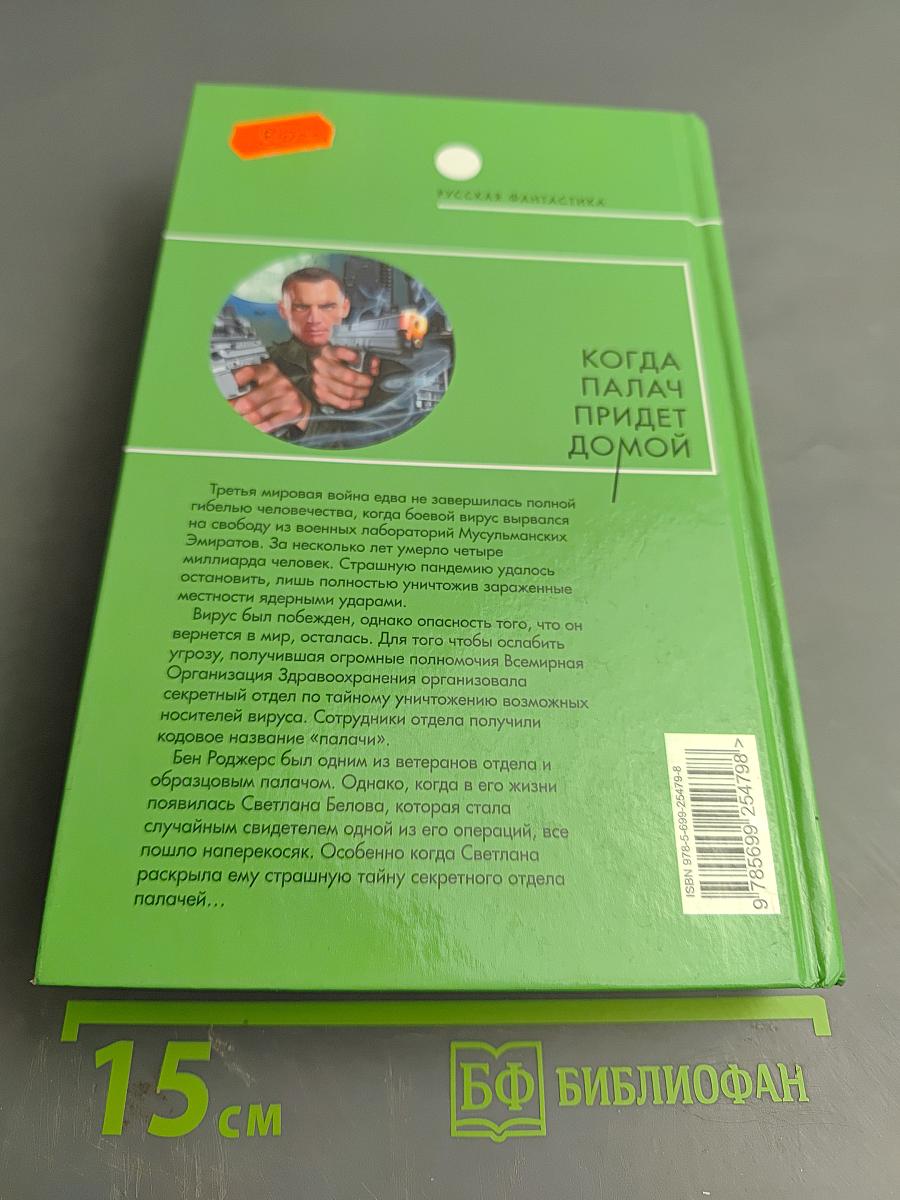 РУССКАЯ ФАНТАСТИКА
КОГДА
ПАЛАЧ
ПРИДЕТ
ДОМОЙ
Третья мировая война едва не завершилась полной
гибелью человечества, когда боевой вирус вырвался
на свободу из военных лабораторий Мусульманских
Эмиратов. За несколько лет умерло четыре
миллиарда человек. Страшную пандемию удалось
остановить, лишь полностью уничтожив зараженные
местности ядерными ударами.
Вирус был побежден, однако опасность того, что он
вернется в мир, осталась. Для того чтобы ослабить
угрозу, получившая огромные полномочия Всемирная
Организация Здравоохранения организовала
секретный отдел по тайному уничтожению возможных
носителей вируса. Сотрудники отдела получили
кодовое название «палачи».
Бен Роджерс был одним из ветеранов отдела и
образцовым палачом. Однако, когда в его жизни
появилась Светлана Белова, которая стала
случайным свидетелем одной из его операций, все
пошло наперекосяк. Особенно когда Светлана
раскрыла ему страшную тайну секретного отдела
палачей...
ISBN 978-5-699-25479-8
9 785699 254798 >
15 см
БФ БИБЛИОФАН